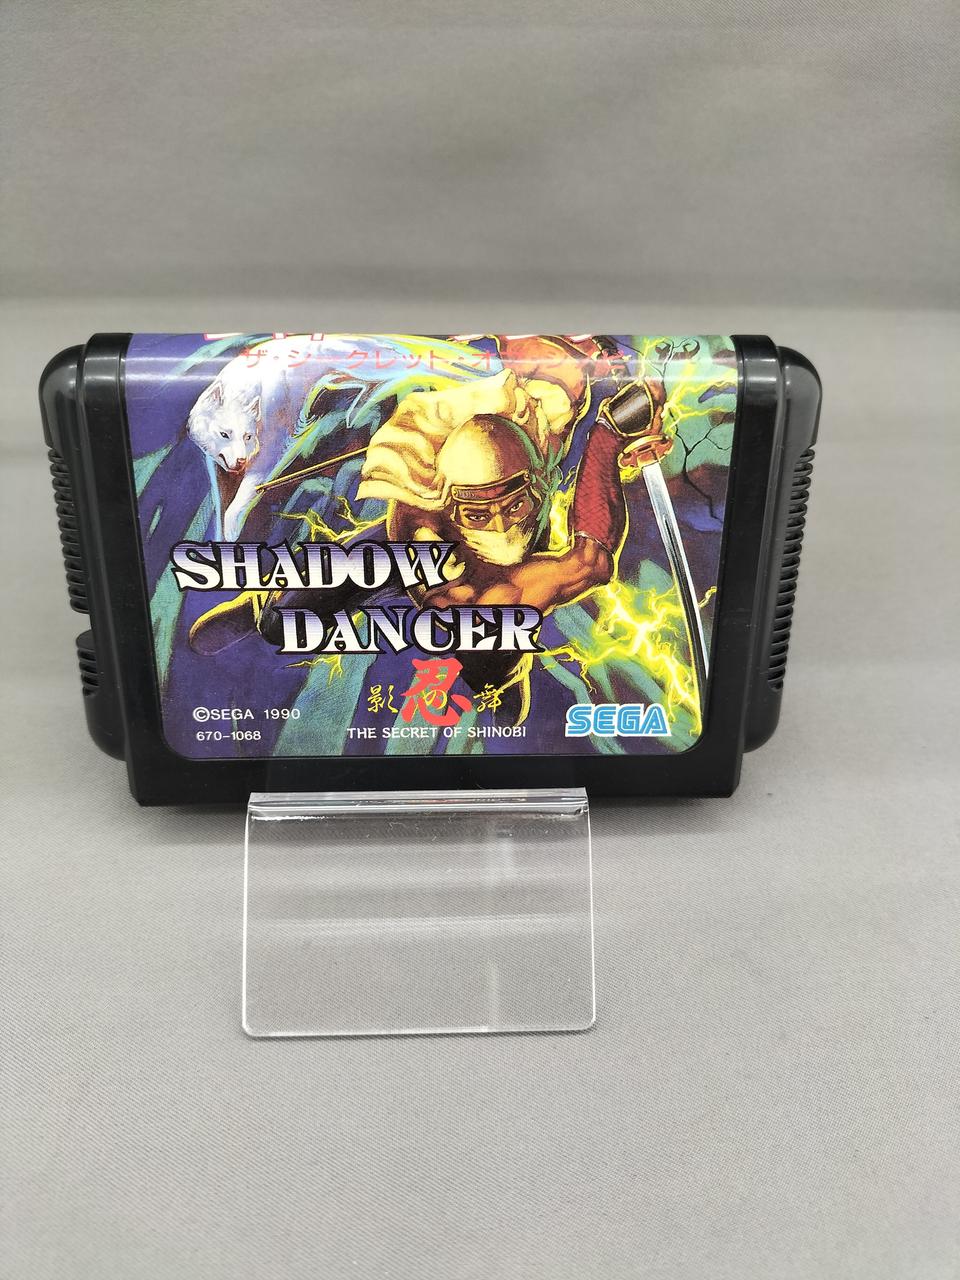 ザ・シークレット・オブ・シノビ
SHADOW
DANCER
影の舞
忍
©SEGA 1990
670-1068
THE SECRET OF SHINOBI
SEGA